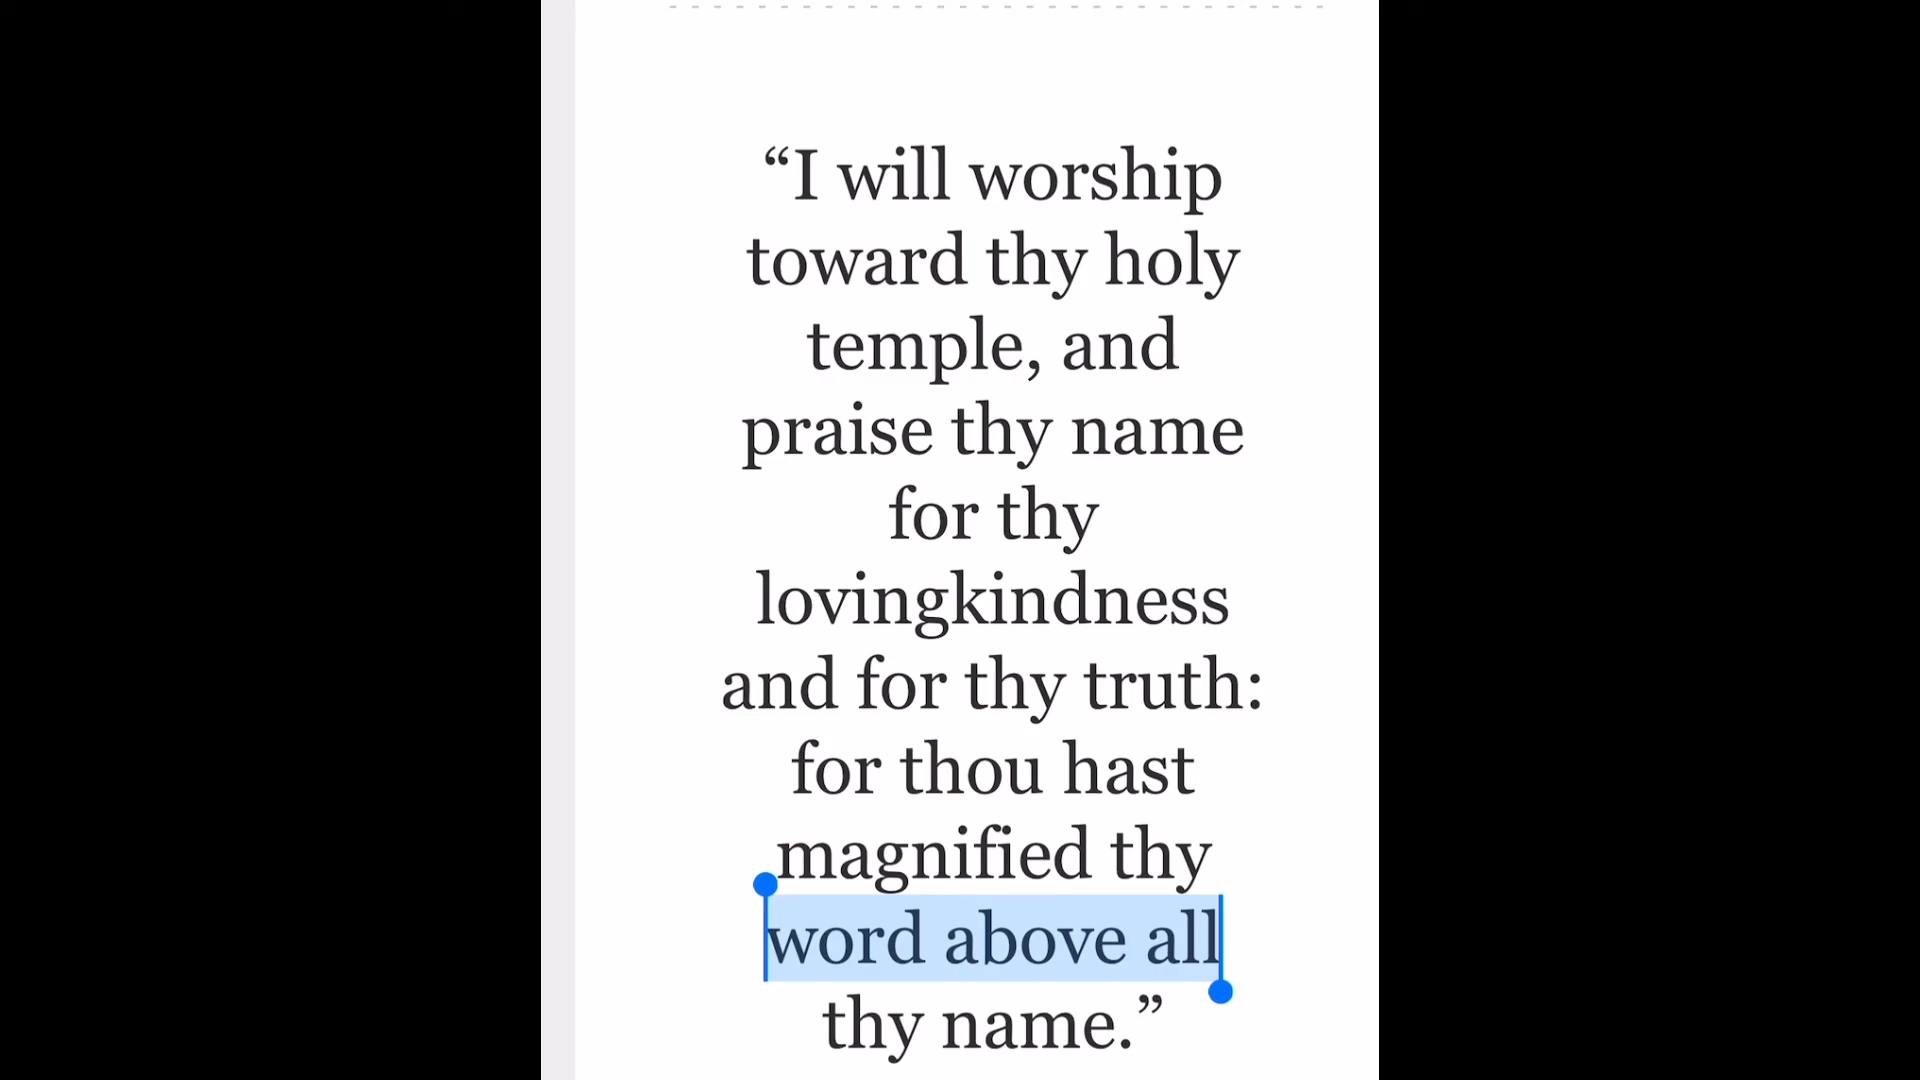 “I will worship
toward thy holy
temple, and
praise thy name
for thy
lovingkindness
and for thy truth:
for thou hast
magnified thy
word above all
thy name.”